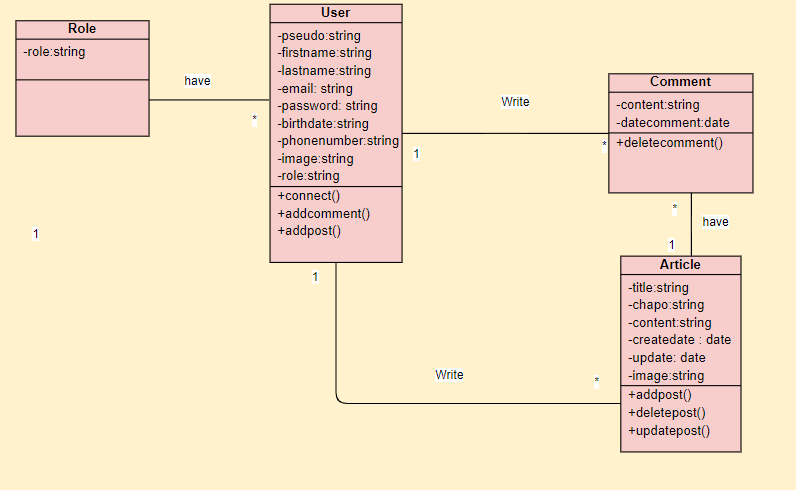 Role
-role:string
have
*
1
User
-pseudo:string
-firstname:string
-lastname:string
-email: string
-password: string
-birthdate:string
-phonenumber:string
-image:string
-role:string
+connect()
+addcomment()
+addpost()
Write
1
*
Comment
-content:string
-datecomment:date
+deletecomment()
*
have
1
Article
-title:string
-chapo:string
-content:string
-createdate : date
-update: date
-image:string
+addpost()
+deletepost()
+updatepost()
1
Write
*